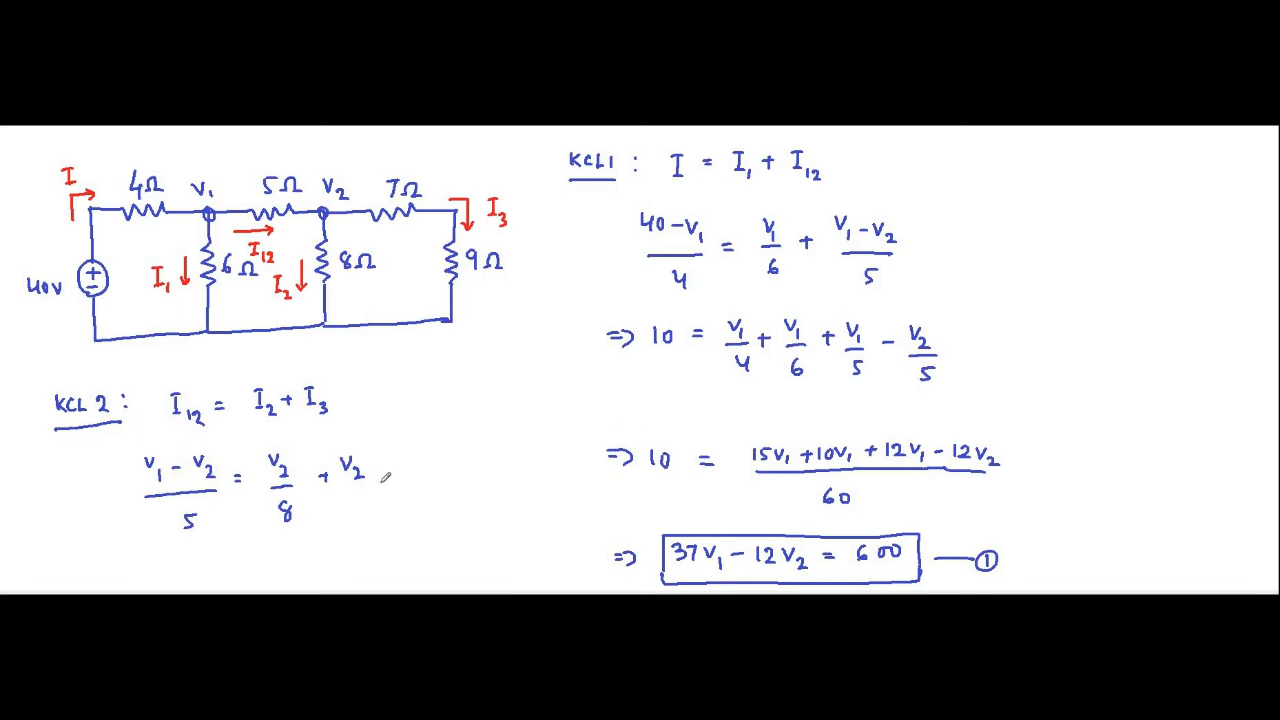 I 4Ω V₁ 5Ω V₂ 7Ω I₃
40V I₁ 6Ω I₁₂ I₂ 8Ω 9Ω
KCL 2 : I₁₂ = I₂ + I₃
(V₁ - V₂)/5 = V₂/8 + V₂
KCL1 : I = I₁ + I₁₂
(40 - V₁)/4 = V₁/6 + (V₁ - V₂)/5
=> 10 = V₁/4 + V₁/6 + V₁/5 - V₂/5
=> 10 = (15V₁ + 10V₁ + 12V₁ - 12V₂)/60
=> 37V₁ - 12V₂ = 600 — ①